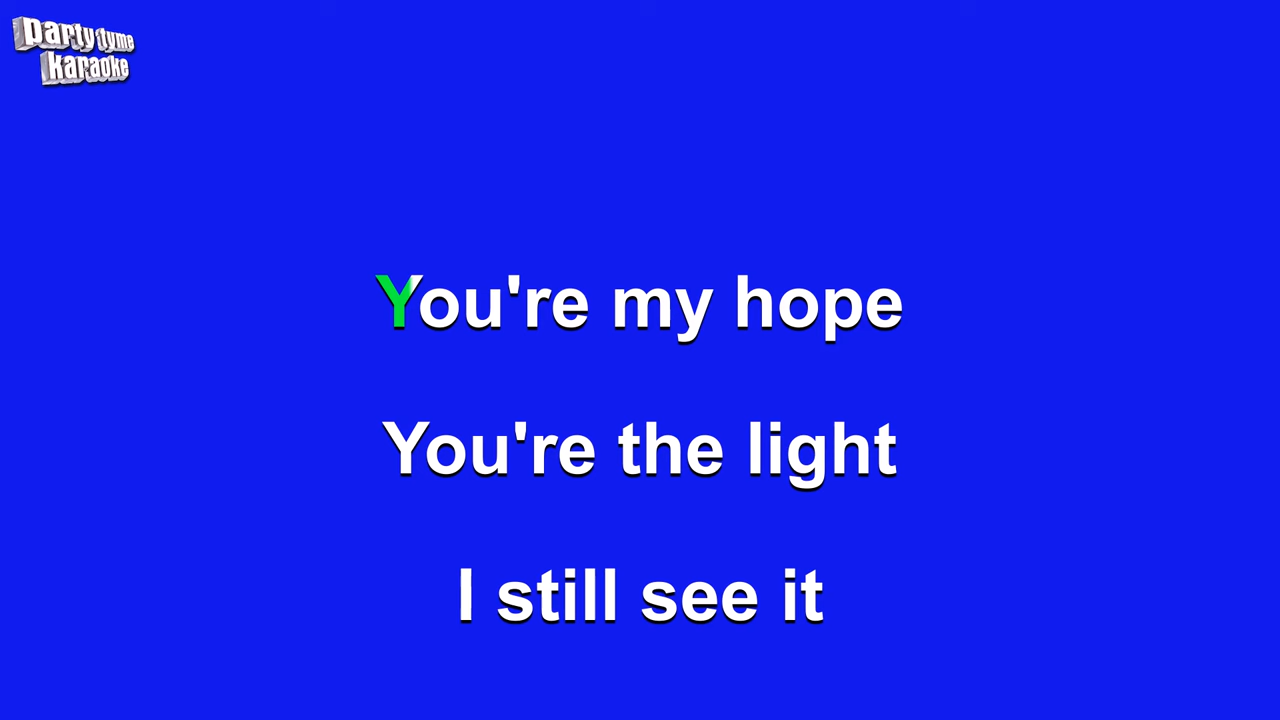 party tyme
karaoke
You're my hope
You're the light
I still see it